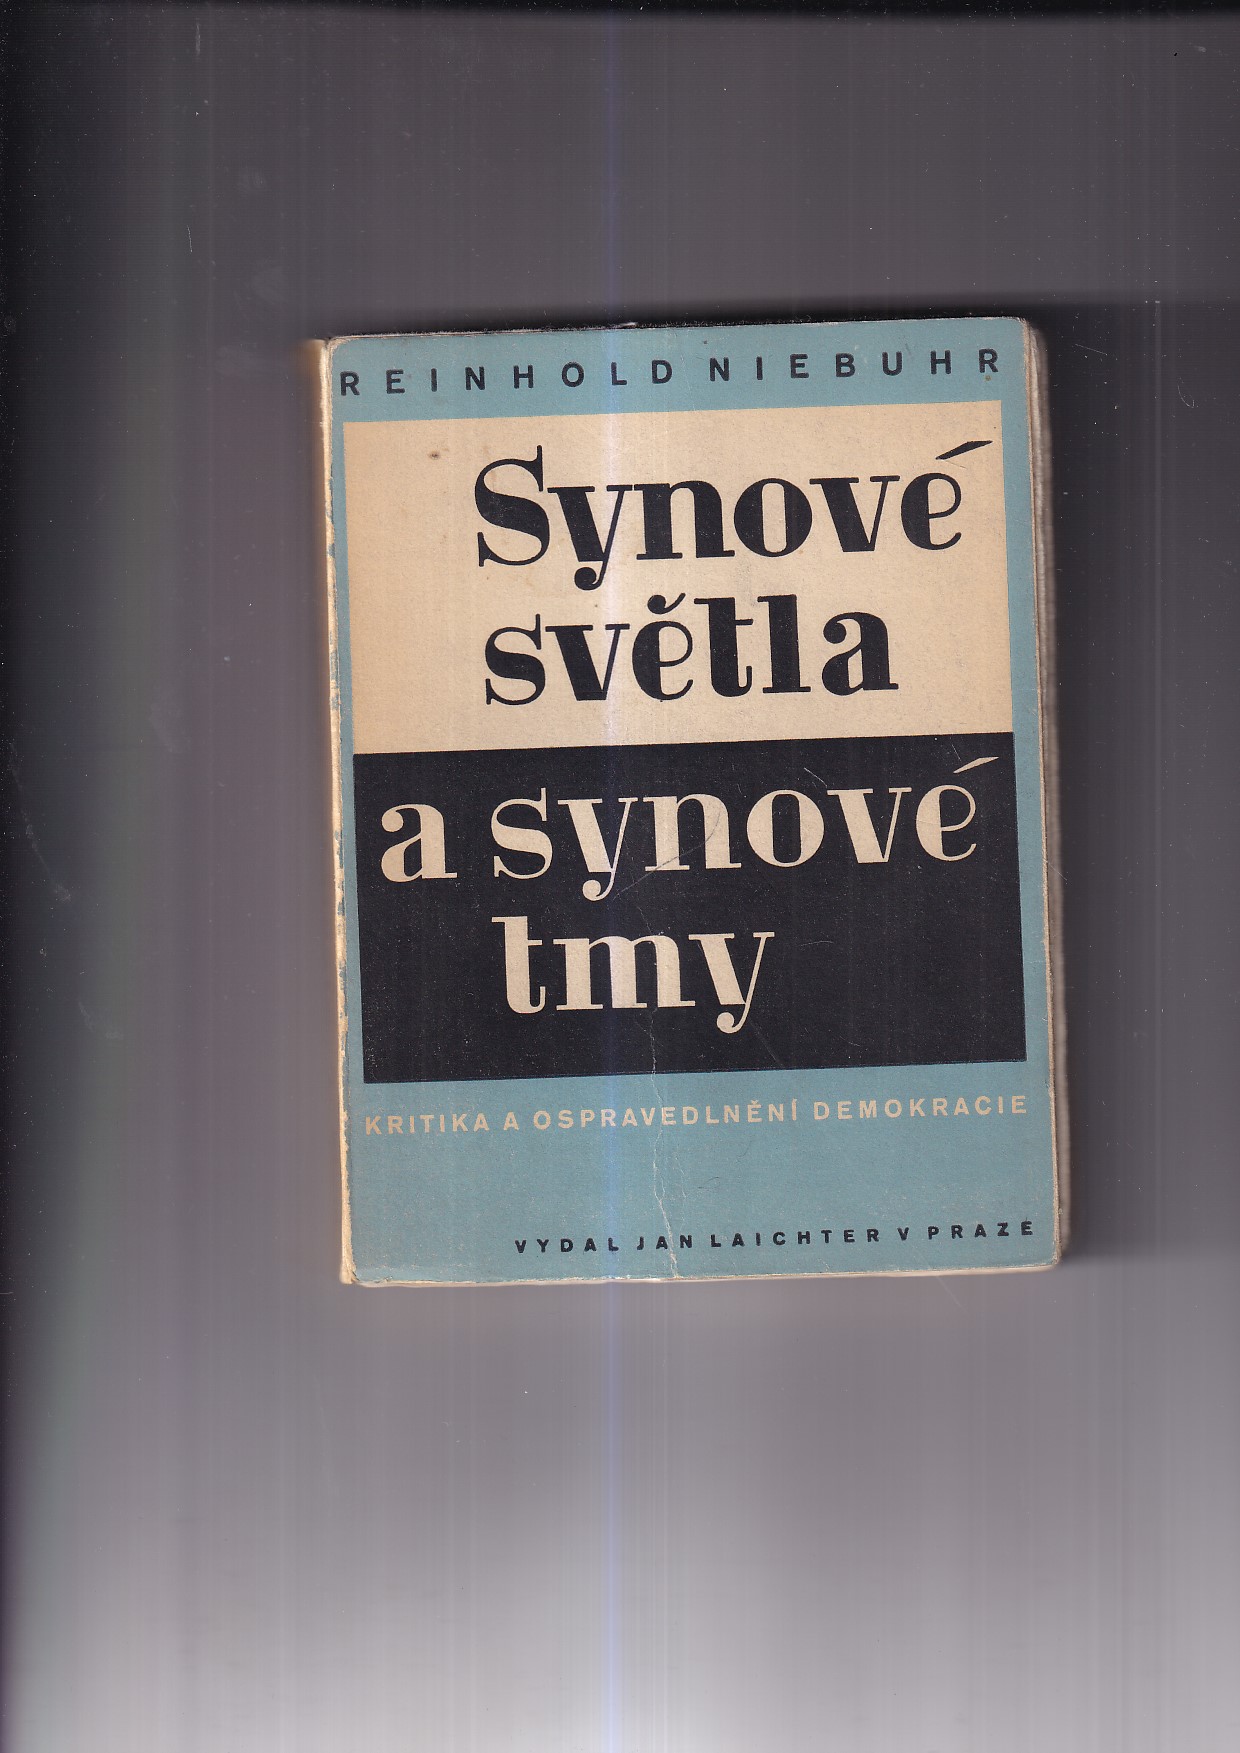 REINHOLD NIEBUHR
Synové
světla
a synové
tmy
KRITIKA A OSPRAVEDLNĚNÍ DEMOKRACIE
VYDAL JAN LAICHTER V PRAZE